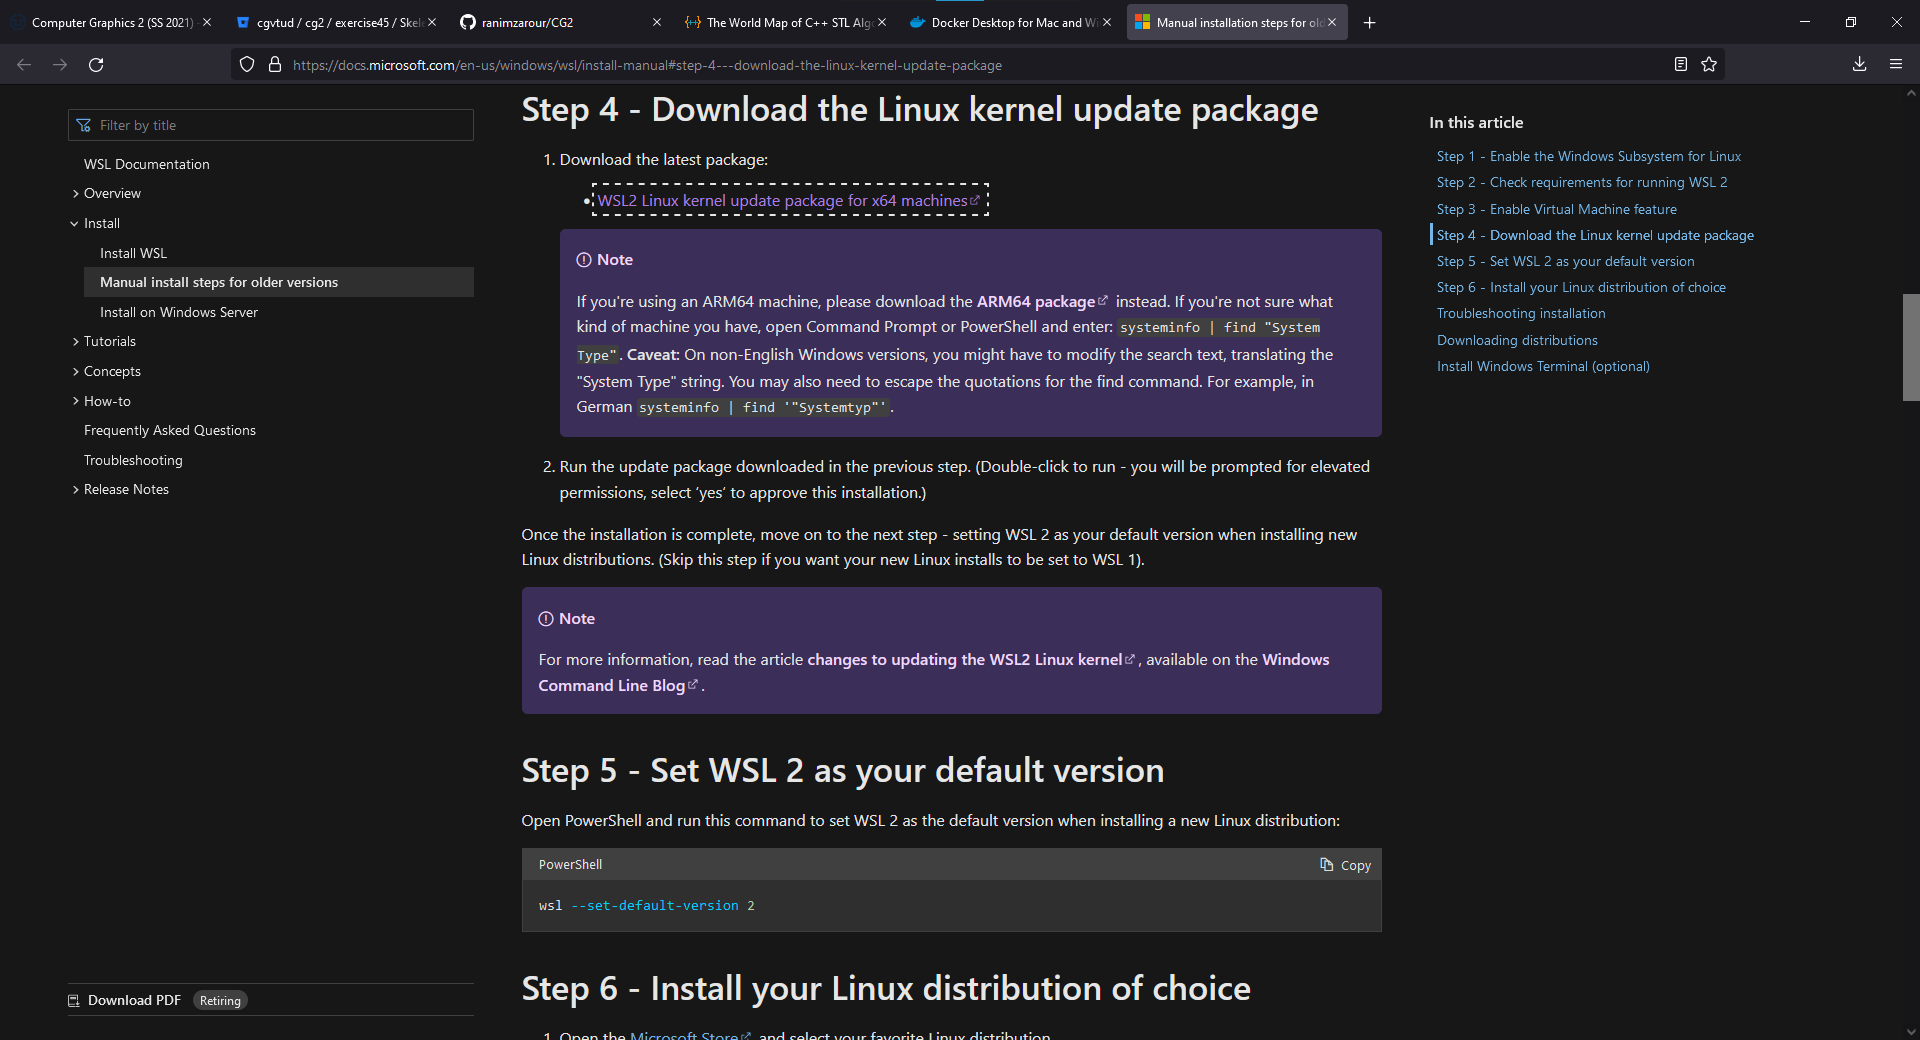 Computer Graphics 2 (SS 2021)
cgvtud / cg2 / exercise45 / Skele
ranimzarour/CG2
The World Map of C++ STL Algo
Docker Desktop for Mac and Wi
Manual installation steps for old
https://docs.microsoft.com/en-us/windows/wsl/install-manual#step-4---download-the-linux-kernel-update-package
Filter by title
WSL Documentation
Overview
Install
Install WSL
Manual install steps for older versions
Install on Windows Server
Tutorials
Concepts
How-to
Frequently Asked Questions
Troubleshooting
Release Notes
Download PDF Retiring
Step 4 - Download the Linux kernel update package
1. Download the latest package:
• WSL2 Linux kernel update package for x64 machines
Note
If you're using an ARM64 machine, please download the ARM64 package instead. If you're not sure what
kind of machine you have, open Command Prompt or PowerShell and enter: systeminfo | find "System
Type". Caveat: On non-English Windows versions, you might have to modify the search text, translating the
"System Type" string. You may also need to escape the quotations for the find command. For example, in
German systeminfo | find '"Systemtyp"'.
2. Run the update package downloaded in the previous step. (Double-click to run - you will be prompted for elevated
permissions, select ‘yes’ to approve this installation.)
Once the installation is complete, move on to the next step - setting WSL 2 as your default version when installing new
Linux distributions. (Skip this step if you want your new Linux installs to be set to WSL 1).
Note
For more information, read the article changes to updating the WSL2 Linux kernel, available on the Windows
Command Line Blog.
Step 5 - Set WSL 2 as your default version
Open PowerShell and run this command to set WSL 2 as the default version when installing a new Linux distribution:
PowerShell
Copy
wsl --set-default-version 2
Step 6 - Install your Linux distribution of choice
1. Open the Microsoft Store and select your favorite Linux distribution
In this article
Step 1 - Enable the Windows Subsystem for Linux
Step 2 - Check requirements for running WSL 2
Step 3 - Enable Virtual Machine feature
Step 4 - Download the Linux kernel update package
Step 5 - Set WSL 2 as your default version
Step 6 - Install your Linux distribution of choice
Troubleshooting installation
Downloading distributions
Install Windows Terminal (optional)